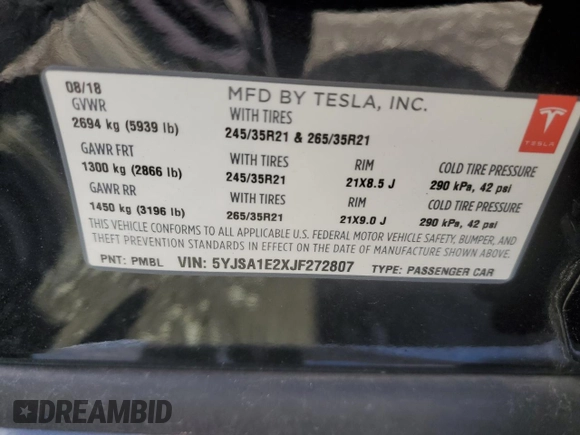 08/18 MFD BY TESLA, INC.
GVWR WITH TIRES
2694 kg (5939 lb) 245/35R21 & 265/35R21
TESLA
GAWR FRT WITH TIRES RIM COLD TIRE PRESSURE
1300 kg (2866 lb) 245/35R21 21X8.5 J 290 kPa, 42 psi
GAWR RR WITH TIRES RIM COLD TIRE PRESSURE
1450 kg (3196 lb) 265/35R21 21X9.0 J 290 kPa, 42 psi
THIS VEHICLE CONFORMS TO ALL APPLICABLE U.S. FEDERAL MOTOR VEHICLE SAFETY, BUMPER, AND
THEFT PREVENTION STANDARDS IN EFFECT ON THE DATE OF MANUFACTURE SHOWN ABOVE.
PNT: PMBL VIN: 5YJSA1E2XJF272807 TYPE: PASSENGER CAR
DREAMBID